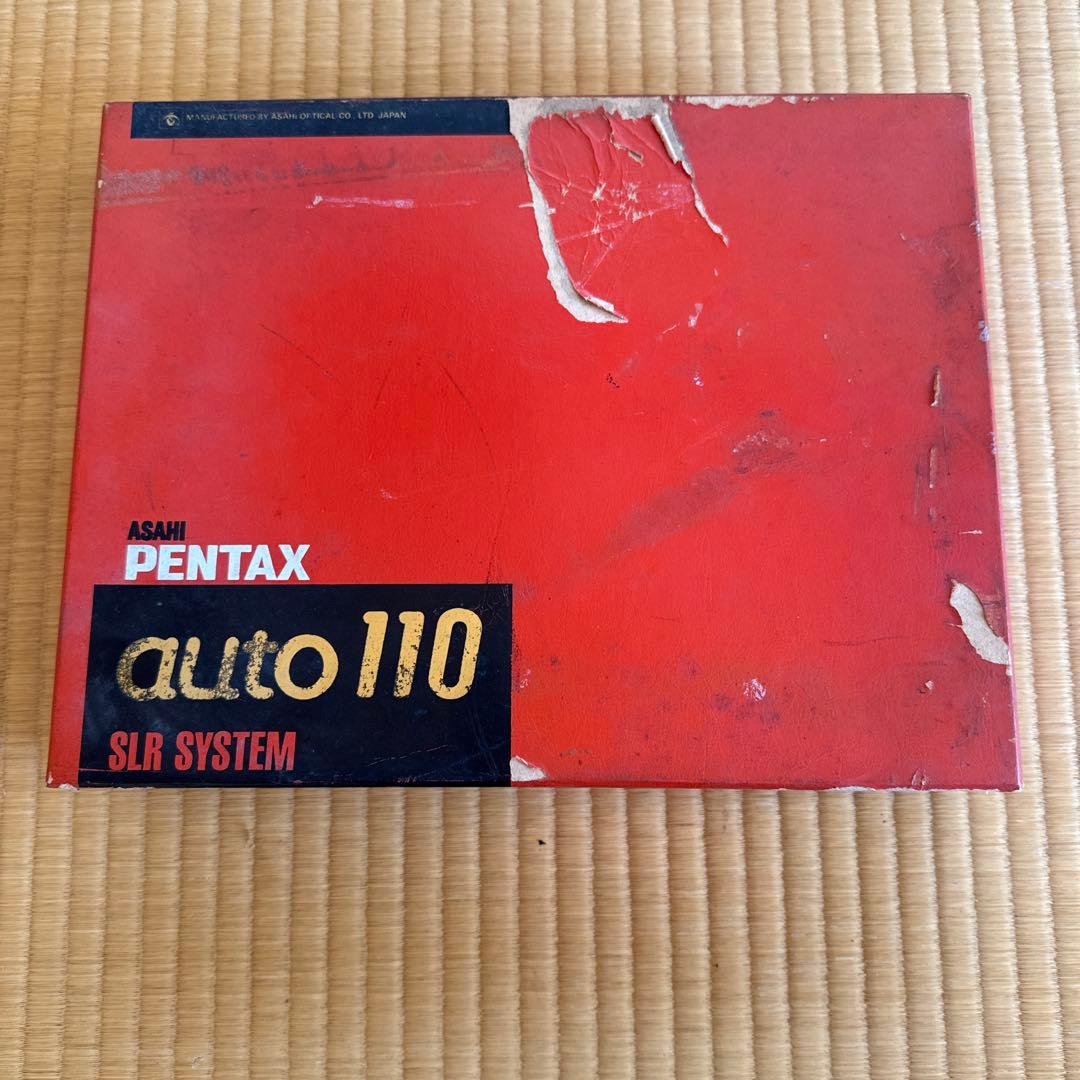 MANUFACTURED BY ASAHI OPTICAL CO., LTD JAPAN
ASAHI
PENTAX
auto 110
SLR SYSTEM